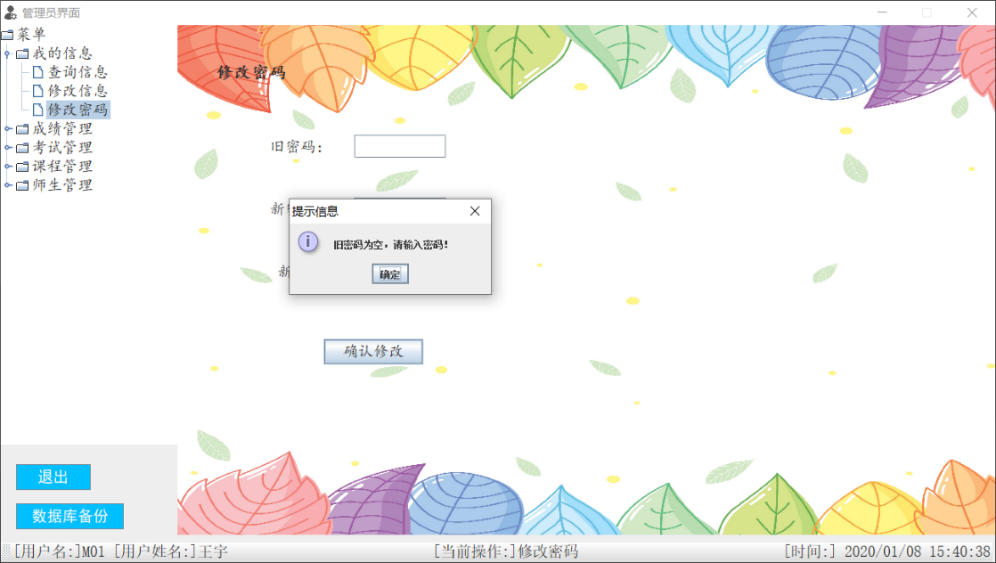 管理员界面
菜单
我的信息
查询信息
修改信息
修改密码
成绩管理
考试管理
课程管理
师生管理
修改密码
旧密码:
新
提示信息
旧密码为空，请输入密码!
确定
新
确认修改
退出
数据库备份
[用户名:]M01 [用户姓名:]王宇
[当前操作:]修改密码
[时间:] 2020/01/08 15:40:38